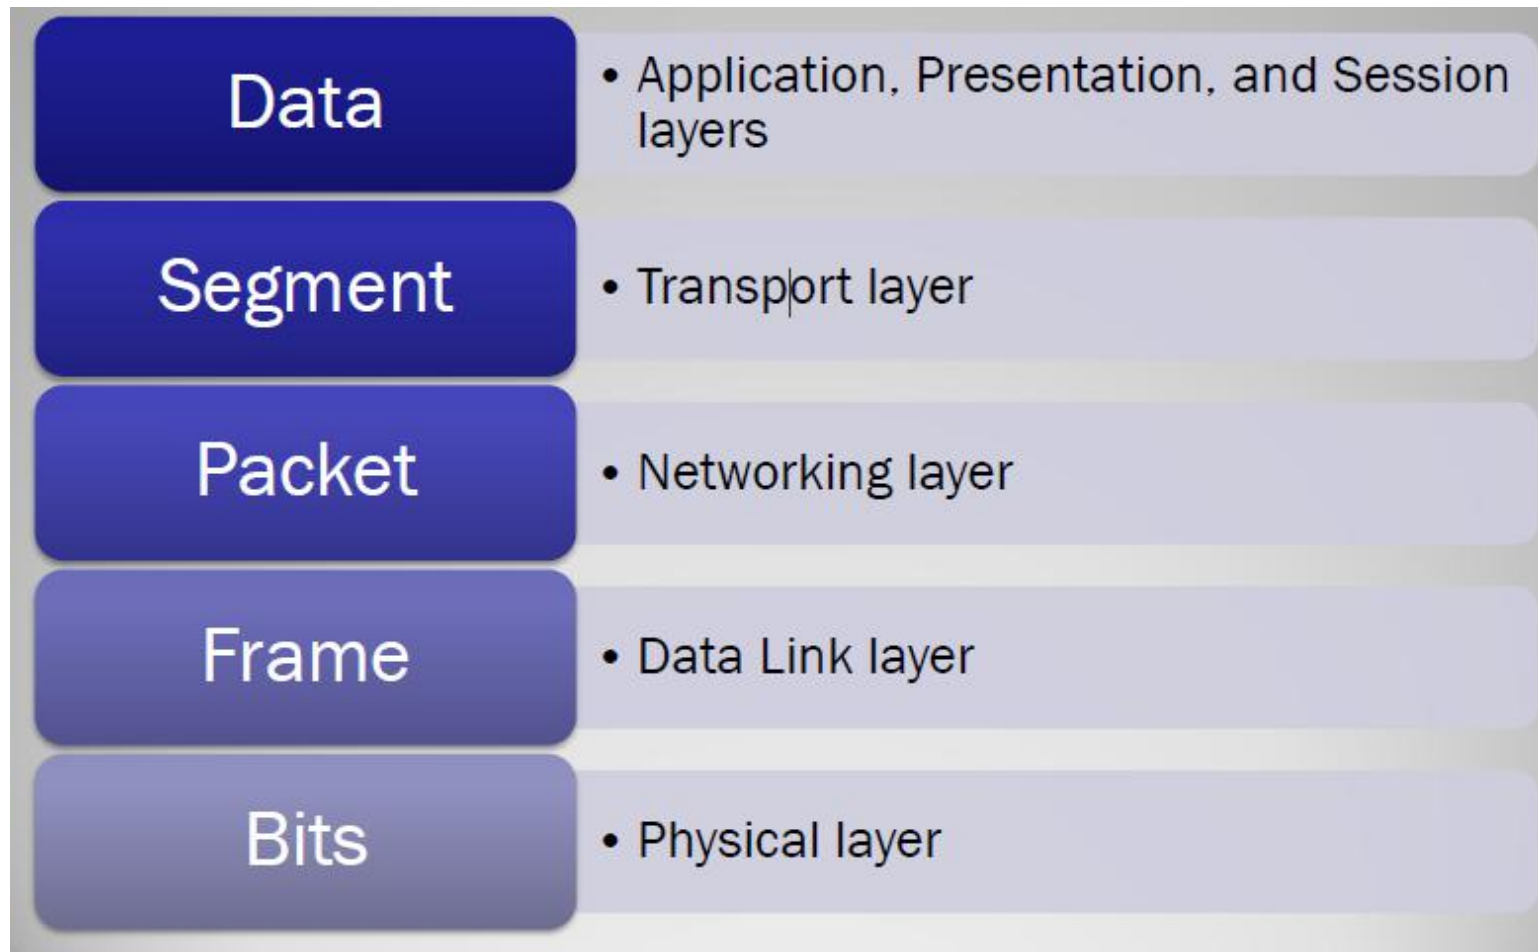 Data
• Application, Presentation, and Session
layers
Segment
• Transport layer
Packet
• Networking layer
Frame
• Data Link layer
Bits
• Physical layer